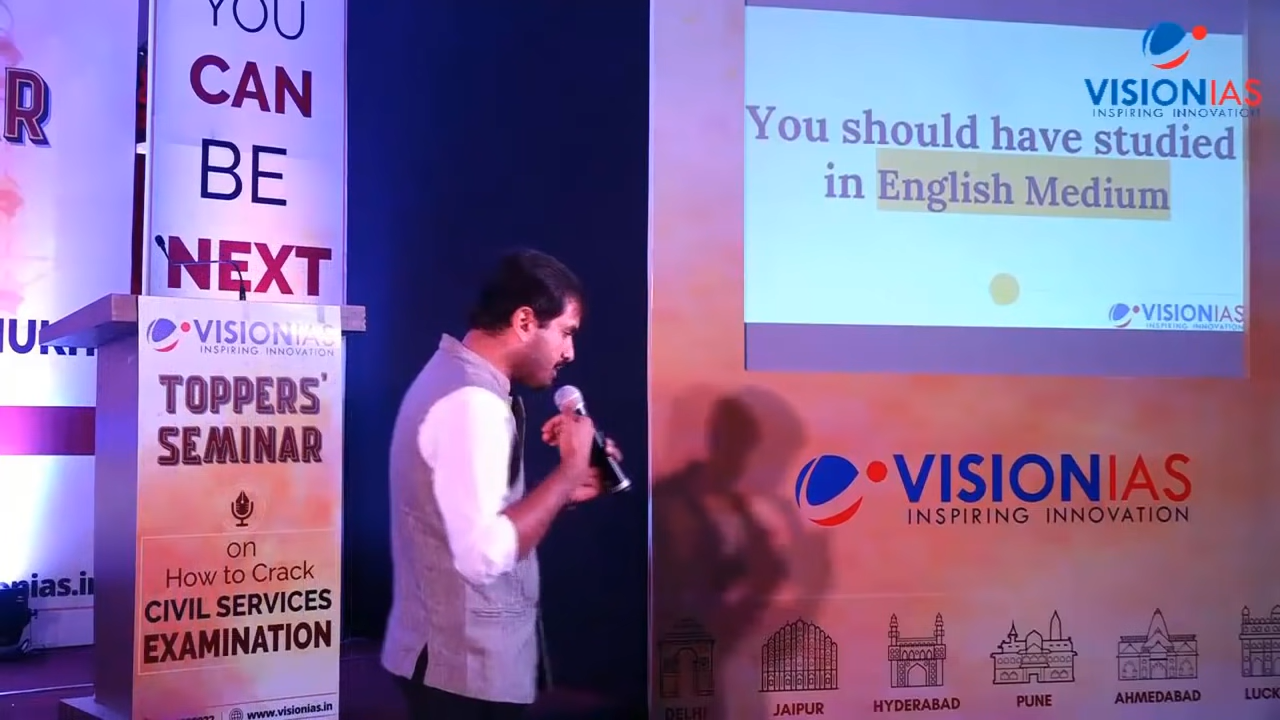 YOU
CAN
BE
NEXT
VISIONIAS
INSPIRING INNOVATION
TOPPERS'
SEMINAR
on
How to Crack
CIVIL SERVICES
EXAMINATION
www.visionias.in
You should have studied
in English Medium
VISIONIAS
INSPIRING INNOVATION
VISIONIAS
INSPIRING INNOVATION
VISIONIAS
INSPIRING INNOVATION
DELHI
JAIPUR
HYDERABAD
PUNE
AHMEDABAD
LUCK